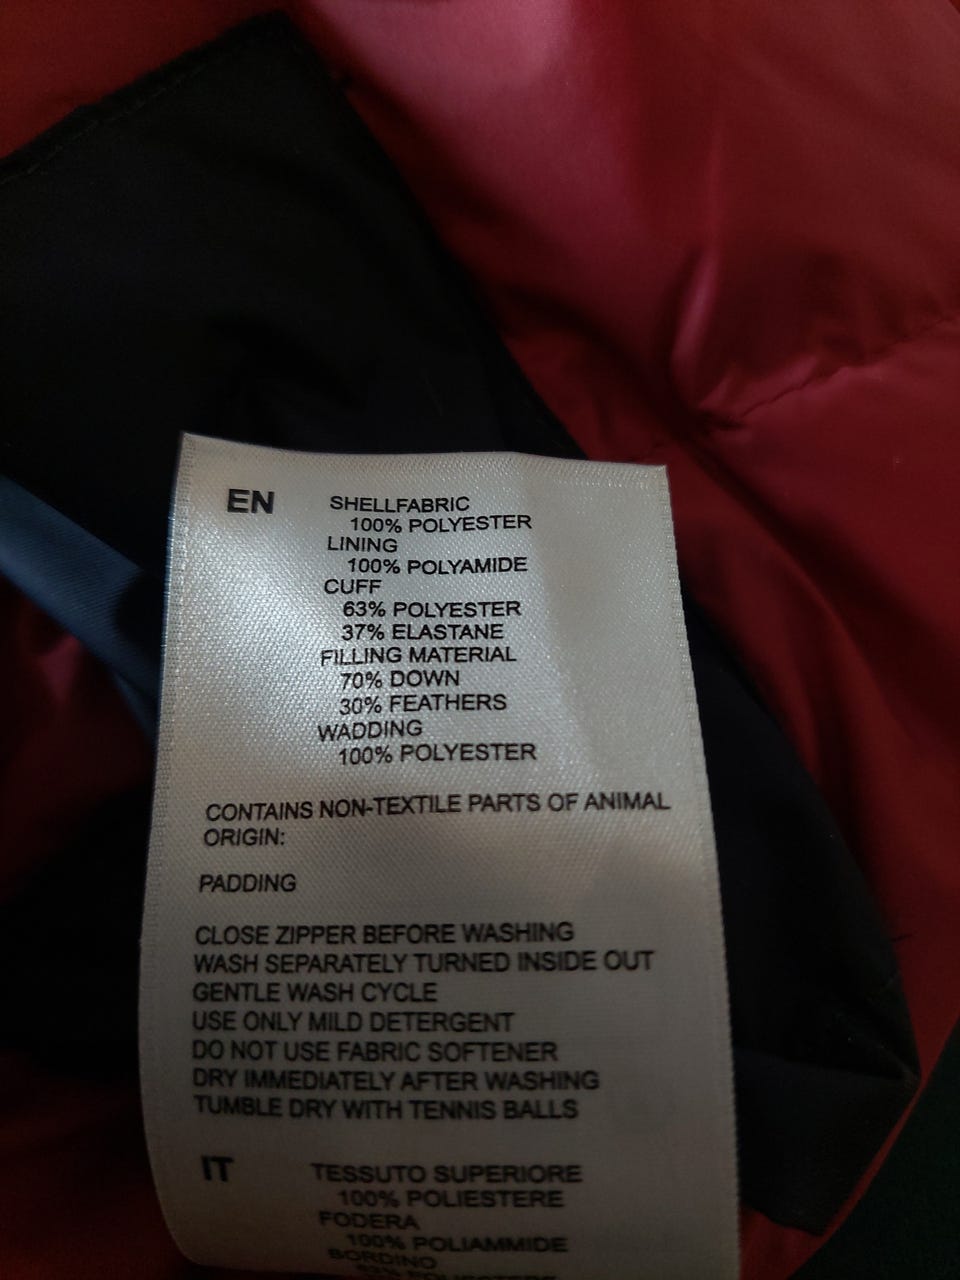 EN SHELLFABRIC
100% POLYESTER
LINING
100% POLYAMIDE
CUFF
63% POLYESTER
37% ELASTANE
FILLING MATERIAL
70% DOWN
30% FEATHERS
WADDING
100% POLYESTER
CONTAINS NON-TEXTILE PARTS OF ANIMAL
ORIGIN:
PADDING
CLOSE ZIPPER BEFORE WASHING
WASH SEPARATELY TURNED INSIDE OUT
GENTLE WASH CYCLE
USE ONLY MILD DETERGENT
DO NOT USE FABRIC SOFTENER
DRY IMMEDIATELY AFTER WASHING
TUMBLE DRY WITH TENNIS BALLS
IT TESSUTO SUPERIORE
100% POLIESTERE
FODERA
100% POLIAMMIDE
BORDINO
63% POLIESTERE